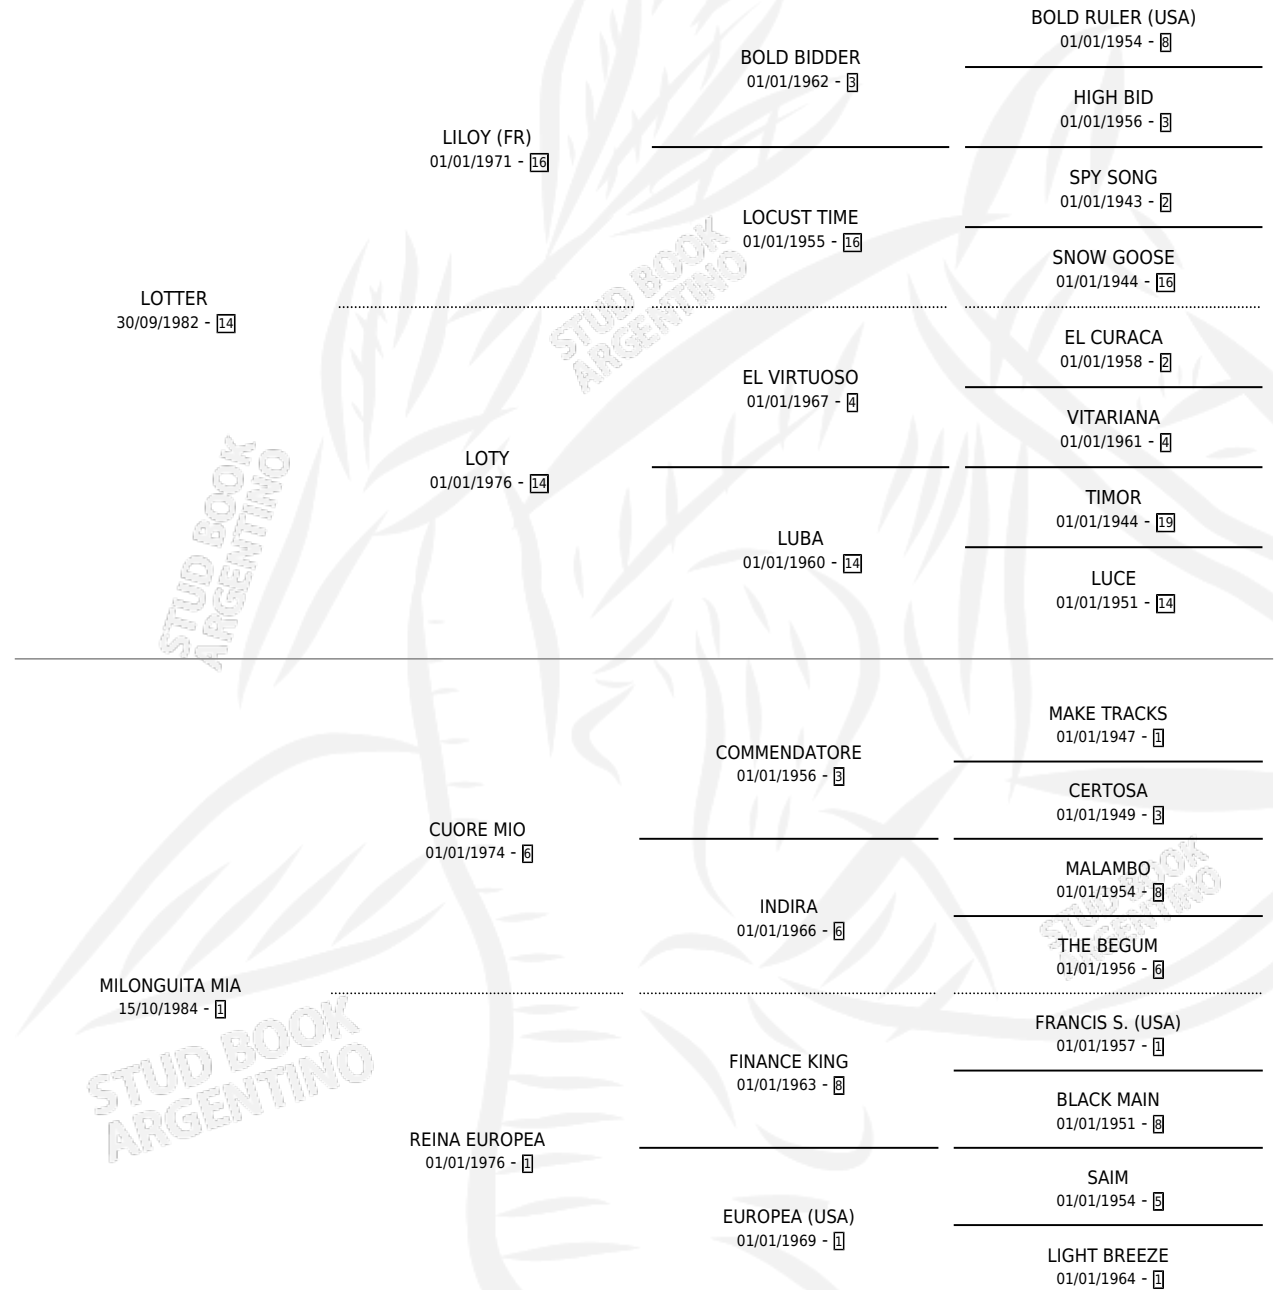 BOLD RULER (USA)
01/01/1954 - 8
BOLD BIDDER
01/01/1962 - 3
HIGH BID
01/01/1956 - 3
LILOY (FR)
01/01/1971 - 16
SPY SONG
01/01/1943 - 2
LOCUST TIME
01/01/1955 - 16
SNOW GOOSE
01/01/1944 - 16
LOTTER
30/09/1982 - 14
EL CURACA
01/01/1958 - 2
EL VIRTUOSO
01/01/1967 - 4
VITARIANA
01/01/1961 - 4
LOTY
01/01/1976 - 14
TIMOR
01/01/1944 - 19
LUBA
01/01/1960 - 14
LUCE
01/01/1951 - 14
MAKE TRACKS
01/01/1947 - 1
COMMENDATORE
01/01/1956 - 3
CERTOSA
01/01/1949 - 3
CUORE MIO
01/01/1974 - 6
MALAMBO
01/01/1954 - 8
INDIRA
01/01/1966 - 6
THE BEGUM
01/01/1956 - 6
MILONGUITA MIA
15/10/1984 - 1
FRANCIS S. (USA)
01/01/1957 - 1
FINANCE KING
01/01/1963 - 8
BLACK MAIN
01/01/1951 - 8
REINA EUROPEA
01/01/1976 - 1
SAIM
01/01/1954 - 5
EUROPEA (USA)
01/01/1969 - 1
LIGHT BREEZE
01/01/1964 - 1
STUD BOOK
ARGENTINO
STUD BOOK
ARGENTINO
STUD BOOK
ARGENTINO
STUD BOOK
ARGENTINO